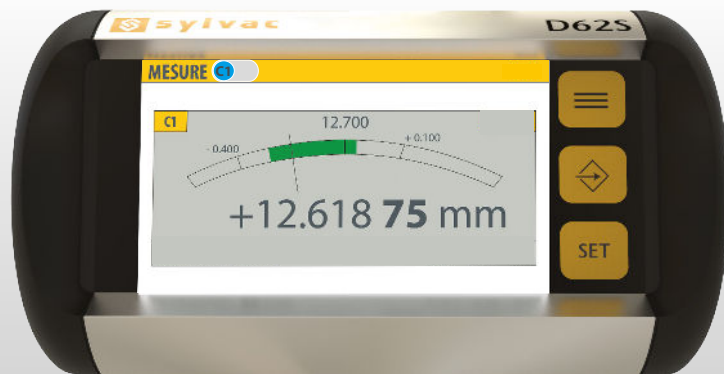 sylvac
D62S
MESURE C1
C1
12.700
- 0.400
+ 0.100
+12.618 75 mm
SET